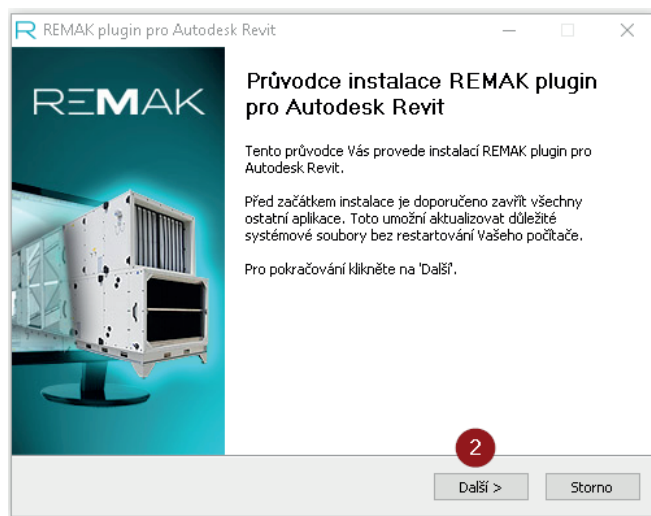 REMAK plugin pro Autodesk Revit
REMAK
Průvodce instalace REMAK plugin
pro Autodesk Revit
Tento průvodce Vás provede instalací REMAK plugin pro
Autodesk Revit.
Před začátkem instalace je doporučeno zavřít všechny
ostatní aplikace. Toto umožní aktualizovat důležité
systémové soubory bez restartování Vašeho počítače.
Pro pokračování klikněte na 'Další'.
2
Další >
Storno